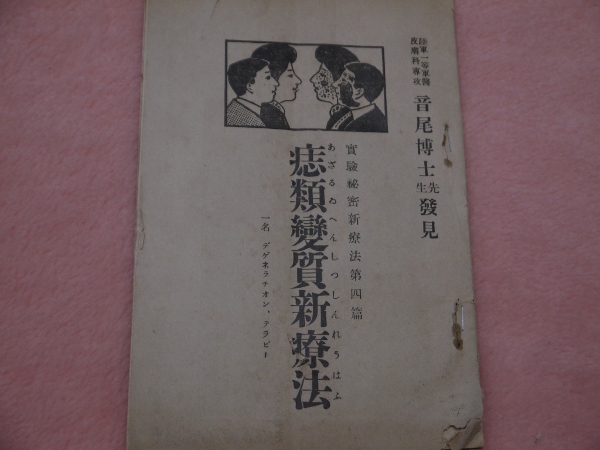 陸軍一等軍醫
皮膚科專攻
音尾博士先生發見
實驗祕密新療法第四篇
あざるゐへんしつしんれうはふ
痣類變質新療法
一名 デゲネラチオン、テラピー